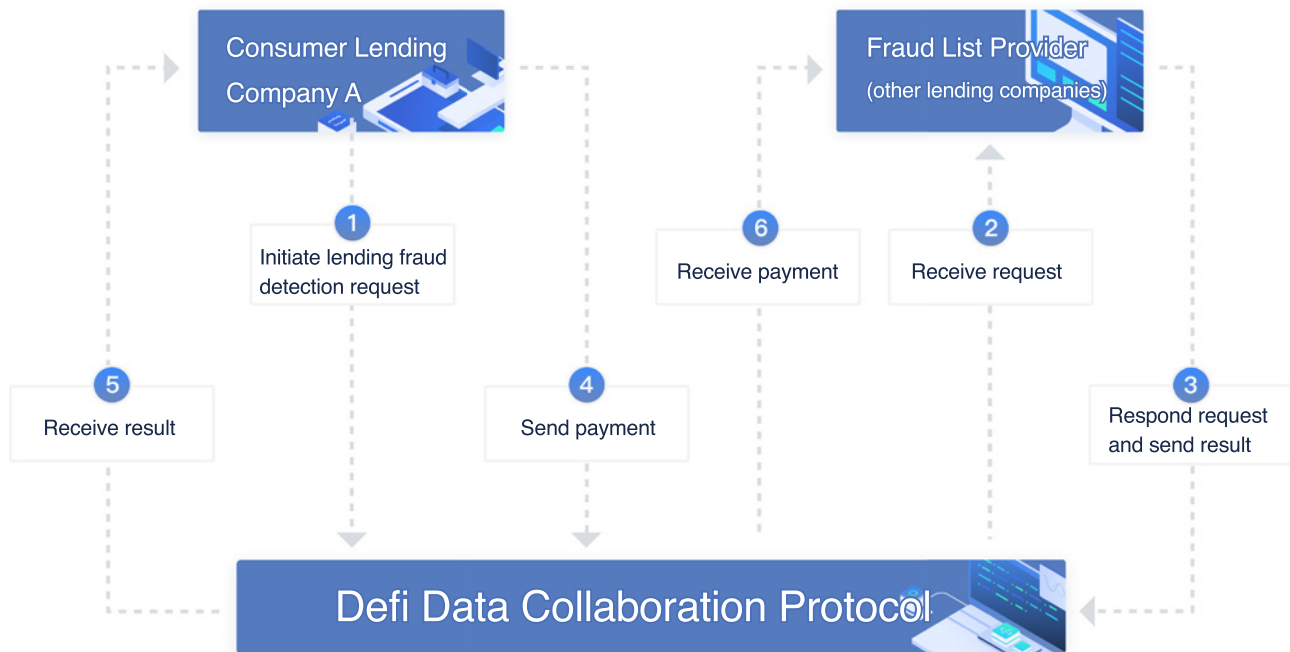 Consumer Lending
Company A
Fraud List Provider
(other lending companies)
1
Initiate lending fraud
detection request
6
Receive payment
2
Receive request
5
Receive result
4
Send payment
3
Respond request
and send result
Defi Data Collaboration Protocol